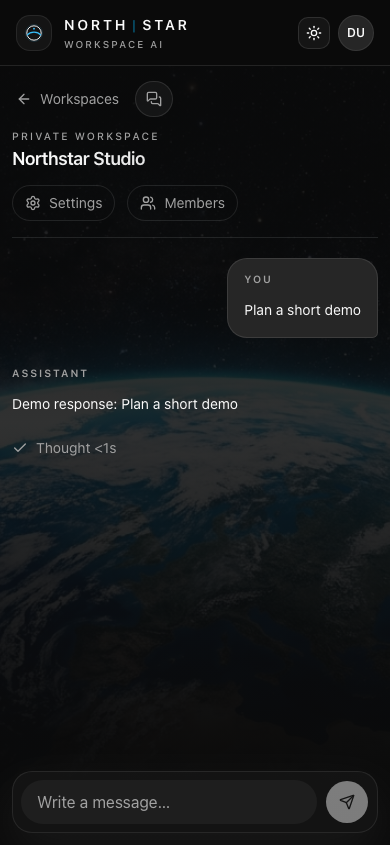 NORTH | STAR
WORKSPACE AI
DU
Workspaces
PRIVATE WORKSPACE
Northstar Studio
Settings
Members
YOU
Plan a short demo
ASSISTANT
Demo response: Plan a short demo
Thought <1s
Write a message...